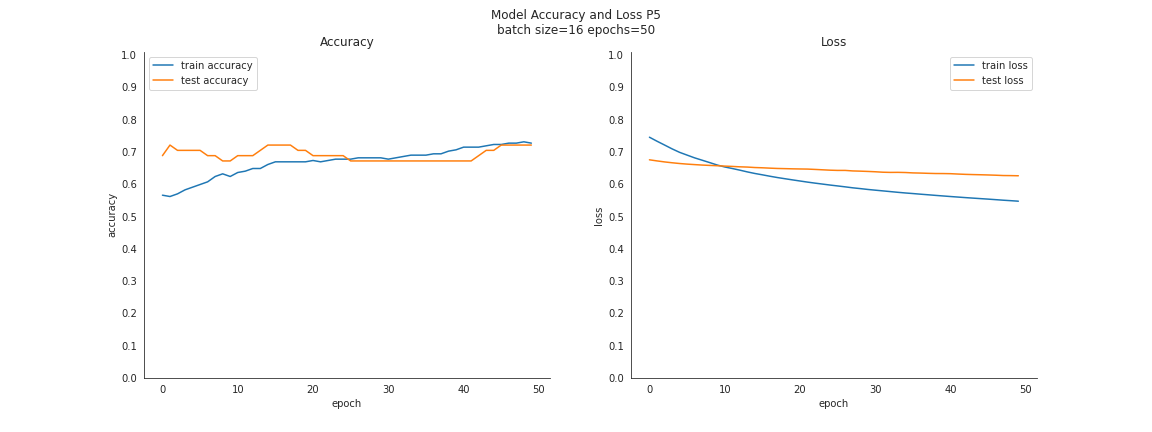 Model Accuracy and Loss P5
batch size=16 epochs=50
Accuracy
1.0
0.9
0.8
0.7
0.6
0.5
0.4
0.3
0.2
0.1
0.0
accuracy
train accuracy
test accuracy
0 10 20 30 40 50
epoch
Loss
1.0
0.9
0.8
0.7
0.6
0.5
0.4
0.3
0.2
0.1
0.0
loss
train loss
test loss
0 10 20 30 40 50
epoch